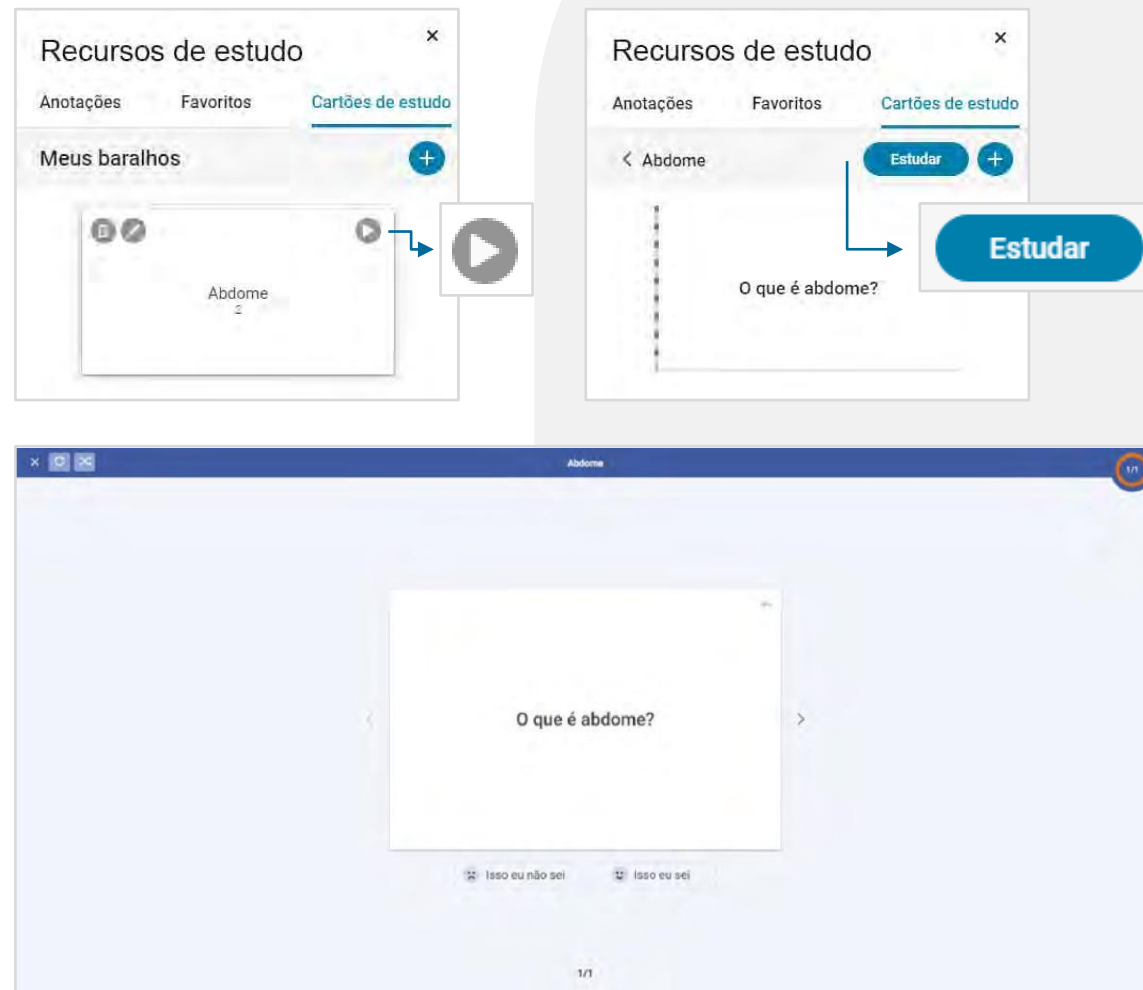 Recursos de estudo
Anotações Favoritos Cartões de estudo
Meus baralhos
Abdome
2
Recursos de estudo
Anotações Favoritos Cartões de estudo
Abdome Estudar
Estudar
O que é abdome?
Abdome 1/1
O que é abdome?
Isso eu não sei Isso eu sei
1/1